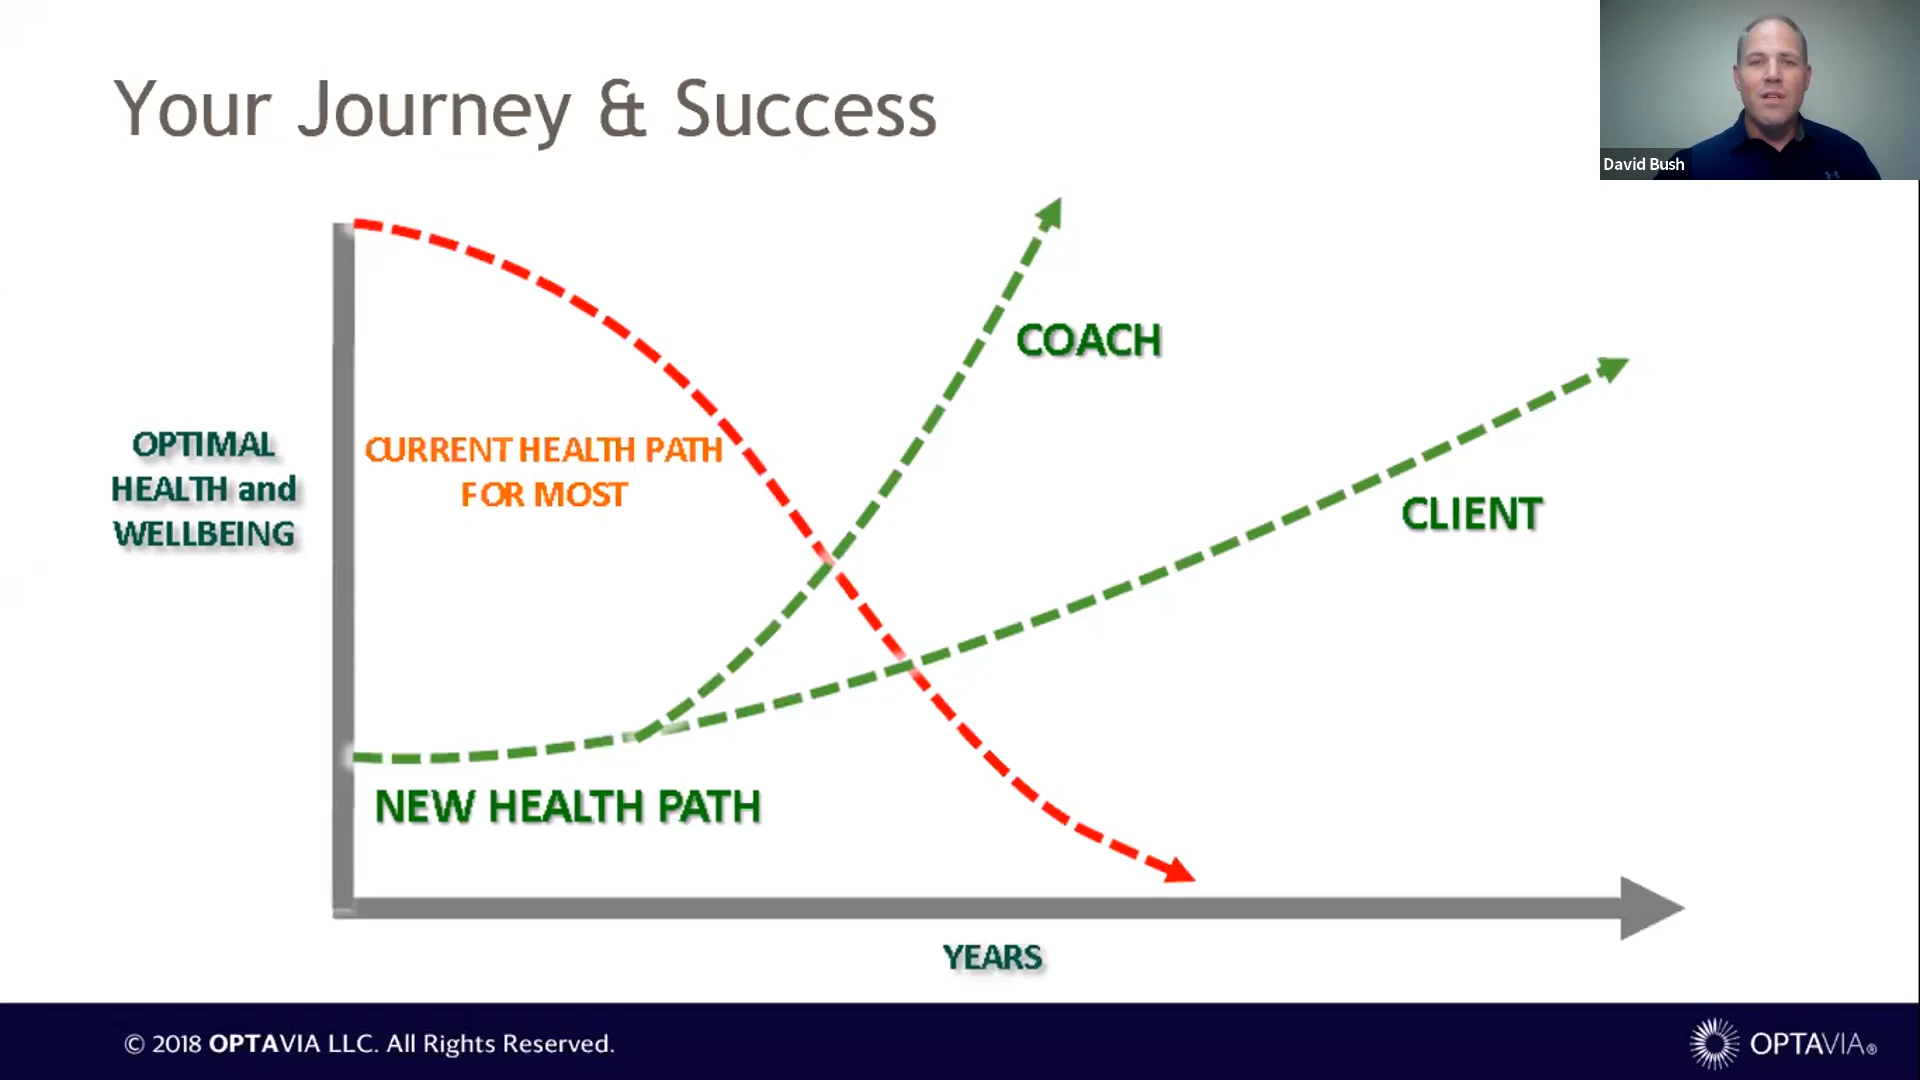 Your Journey & Success
David Bush
COACH
OPTIMAL
HEALTH and
WELLBEING
CURRENT HEALTH PATH
FOR MOST
CLIENT
NEW HEALTH PATH
YEARS
© 2018 OPTAVIA LLC. All Rights Reserved.
OPTAVIA®